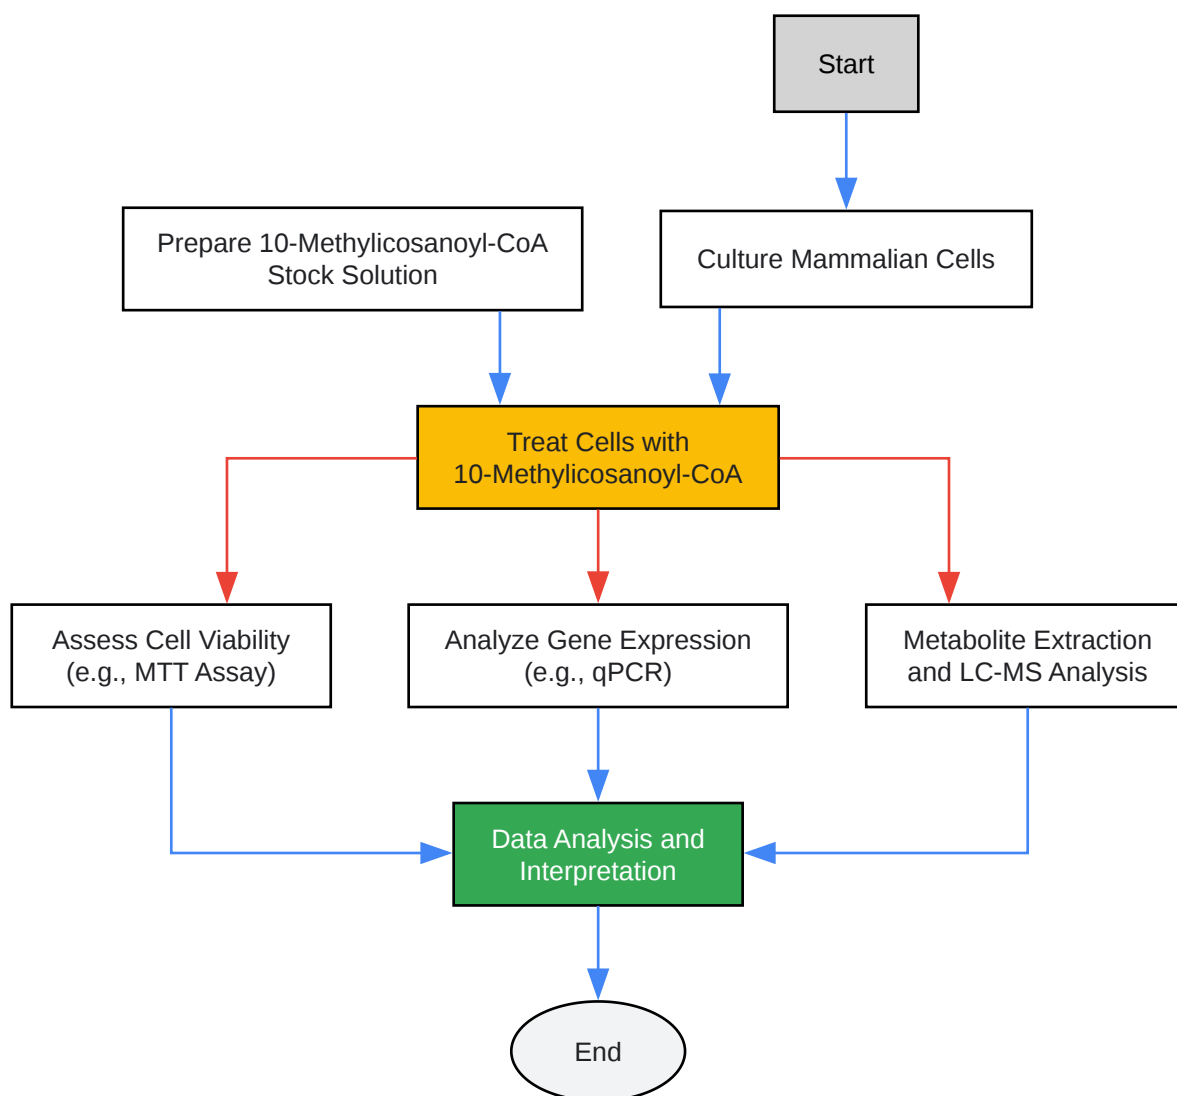 Start
Prepare 10-Methylicosanoyl-CoA
Stock Solution
Culture Mammalian Cells
Treat Cells with
10-Methylicosanoyl-CoA
Assess Cell Viability
(e.g., MTT Assay)
Analyze Gene Expression
(e.g., qPCR)
Metabolite Extraction
and LC-MS Analysis
Data Analysis and
Interpretation
End